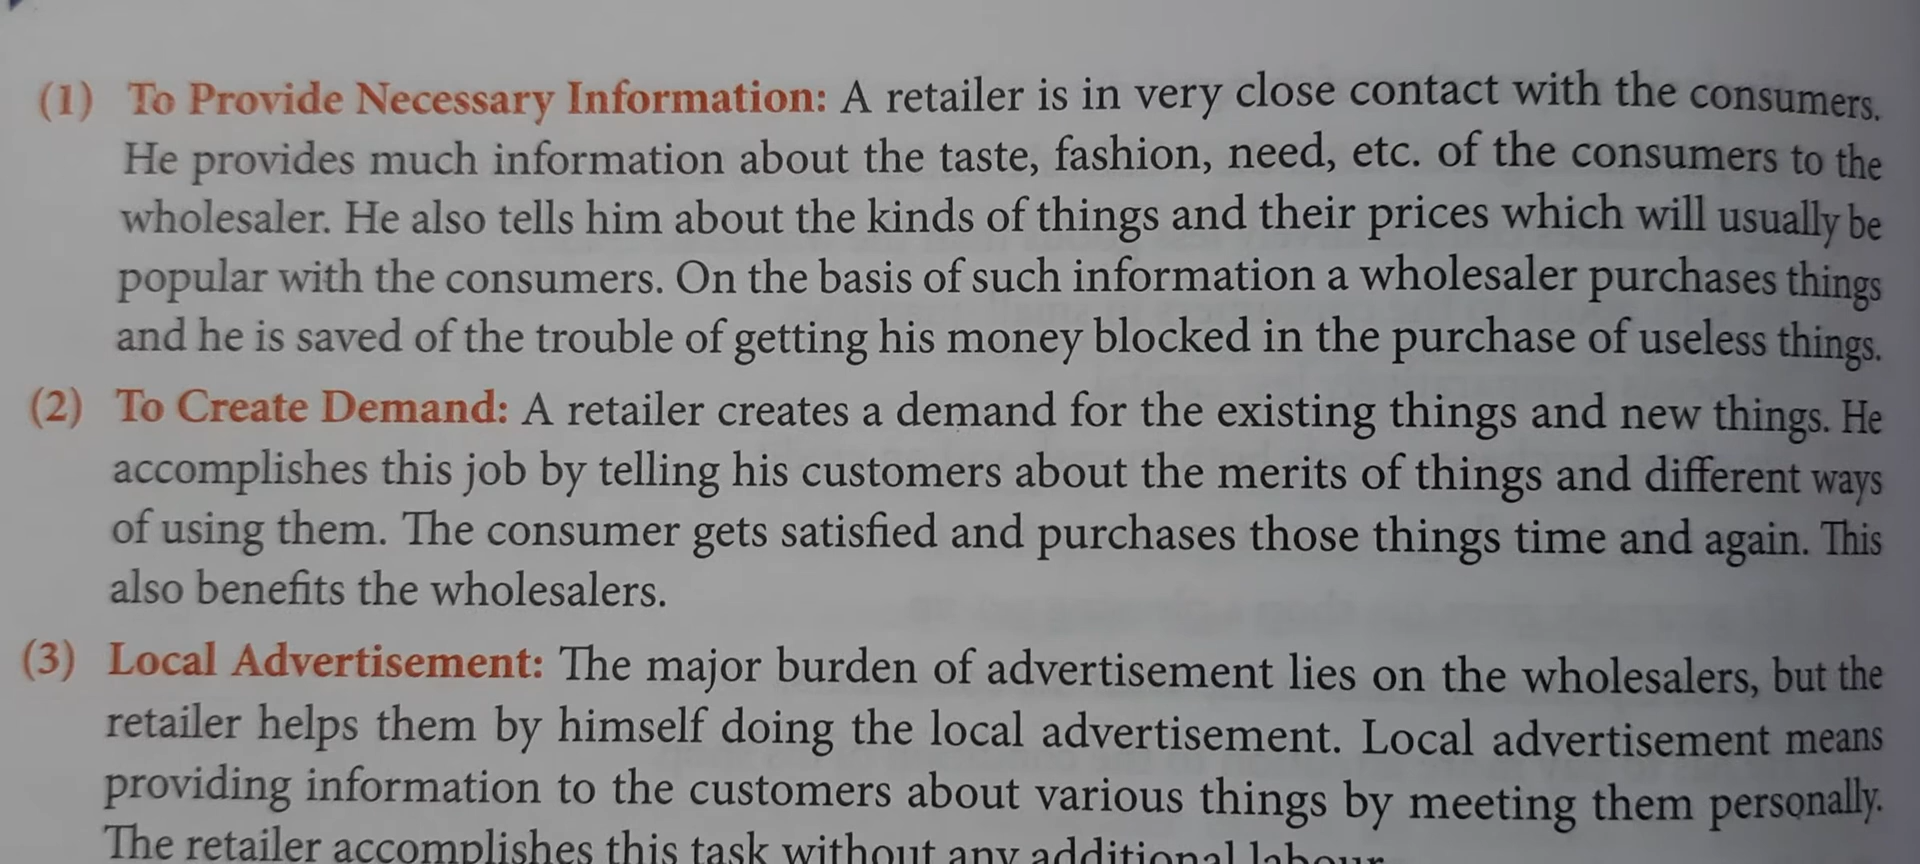 (1) To Provide Necessary Information: A retailer is in very close contact with the consumers.
He provides much information about the taste, fashion, need, etc. of the consumers to the
wholesaler. He also tells him about the kinds of things and their prices which will usually be
popular with the consumers. On the basis of such information a wholesaler purchases things
and he is saved of the trouble of getting his money blocked in the purchase of useless things.
(2) To Create Demand: A retailer creates a demand for the existing things and new things. He
accomplishes this job by telling his customers about the merits of things and different ways
of using them. The consumer gets satisfied and purchases those things time and again. This
also benefits the wholesalers.
(3) Local Advertisement: The major burden of advertisement lies on the wholesalers, but the
retailer helps them by himself doing the local advertisement. Local advertisement means
providing information to the customers about various things by meeting them personally.
The retailer accomplishes this task without any additional labour.